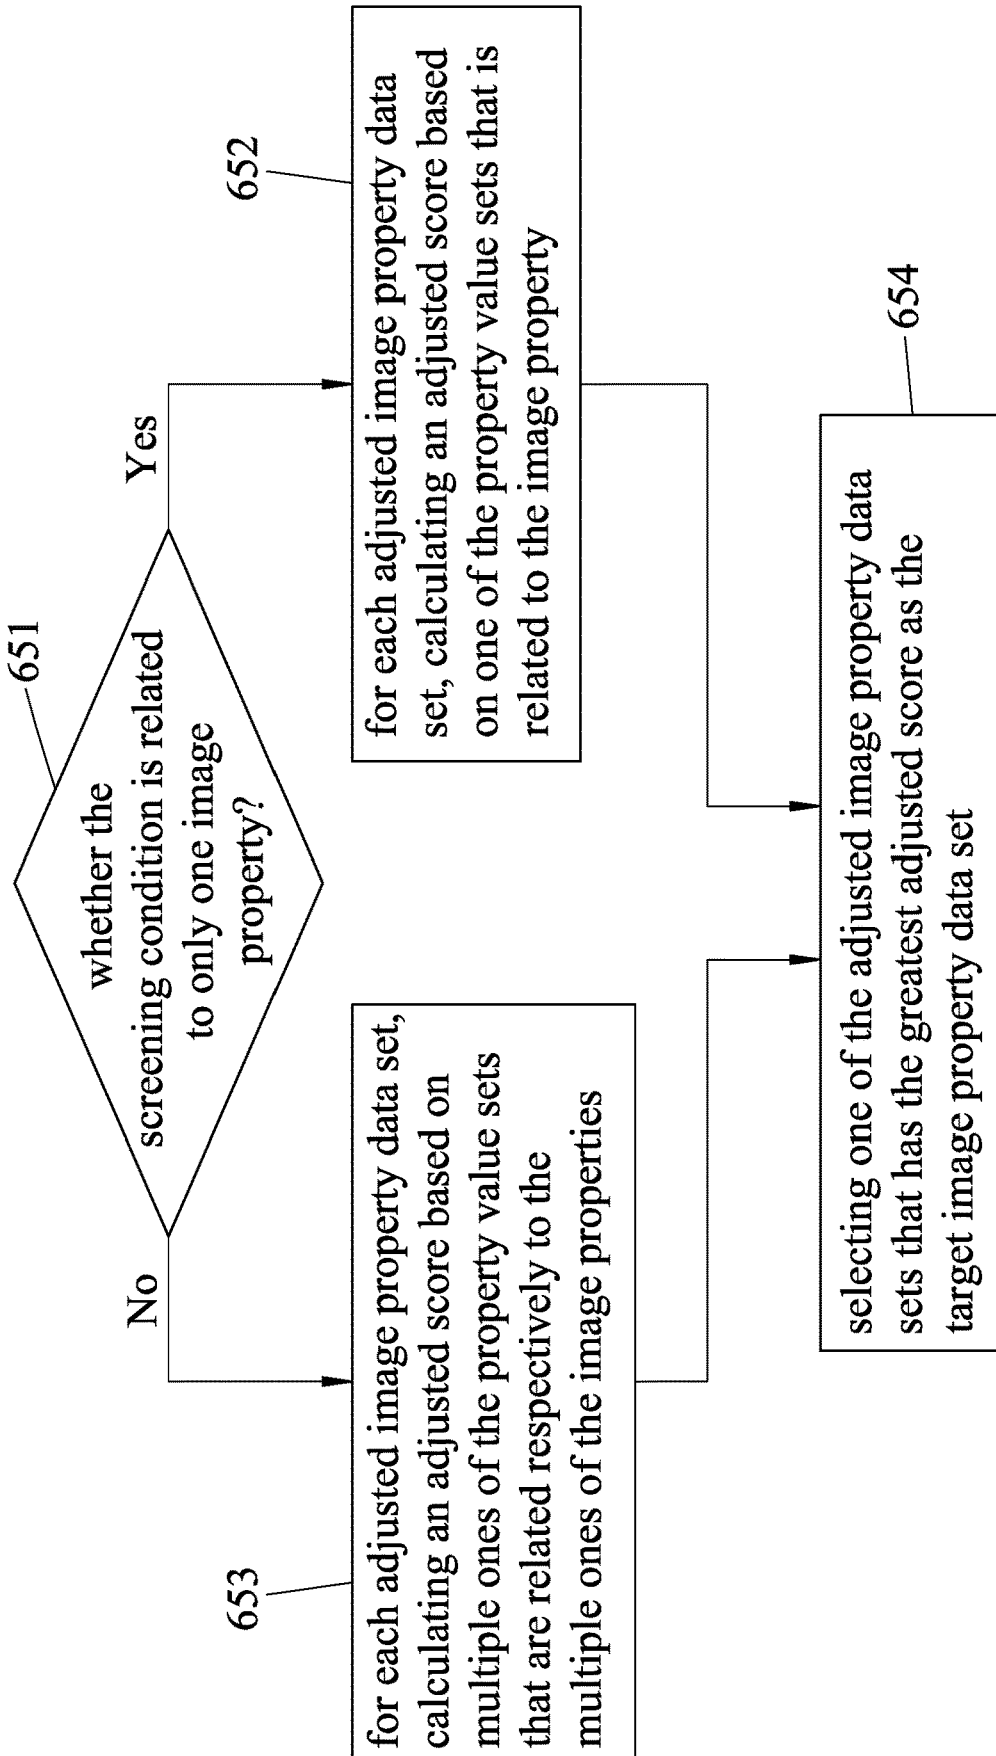 651
whether the
screening condition is related
to only one image
property?
Yes
No
652
for each adjusted image property data
set, calculating an adjusted score based
on one of the property value sets that is
related to the image property
653
for each adjusted image property data set,
calculating an adjusted score based on
multiple ones of the property value sets
that are related respectively to the
multiple ones of the image properties
654
selecting one of the adjusted image property data
sets that has the greatest adjusted score as the
target image property data set